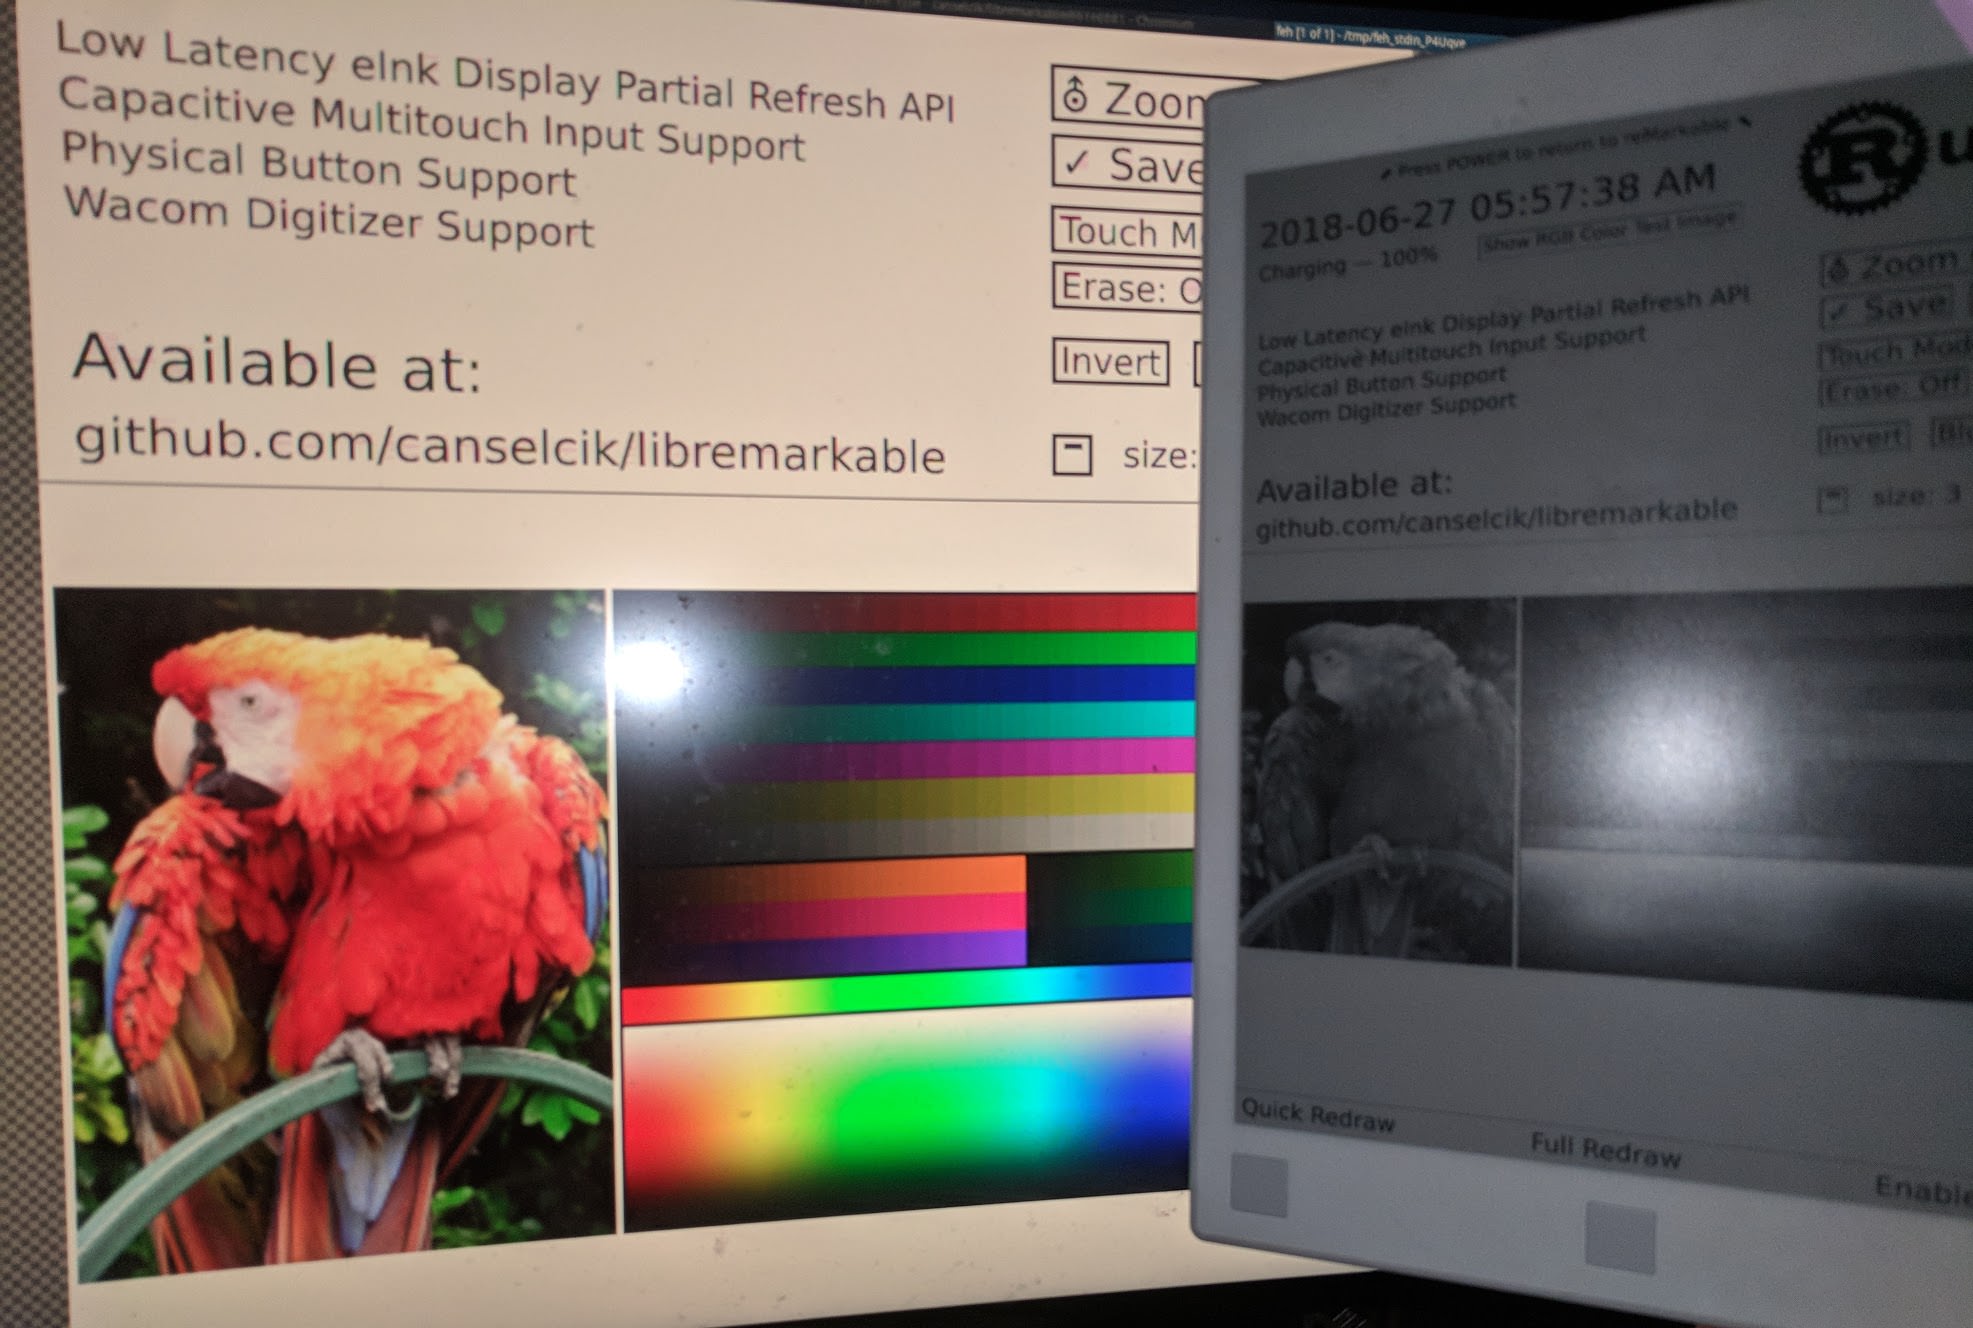 feh [1 of 1] - /tmp/feh_stdin_P4Uqve
Low Latency eInk Display Partial Refresh API
Capacitive Multitouch Input Support
Physical Button Support
Wacom Digitizer Support
Available at:
github.com/canselcik/libremarkable
Zoom
✓ Save
Touch M
Erase: O
Invert
size:
Press POWER to return to reMarkable
2018-06-27 05:57:38 AM
Charging — 100%
Show RGB Color Test Image
Low Latency eInk Display Partial Refresh API
Capacitive Multitouch Input Support
Physical Button Support
Wacom Digitizer Support
Available at:
github.com/canselcik/libremarkable
R u
Zoom
✓ Save
Touch Mod
Erase: Off
Invert Bl
size: 3
Quick Redraw
Full Redraw
Enable